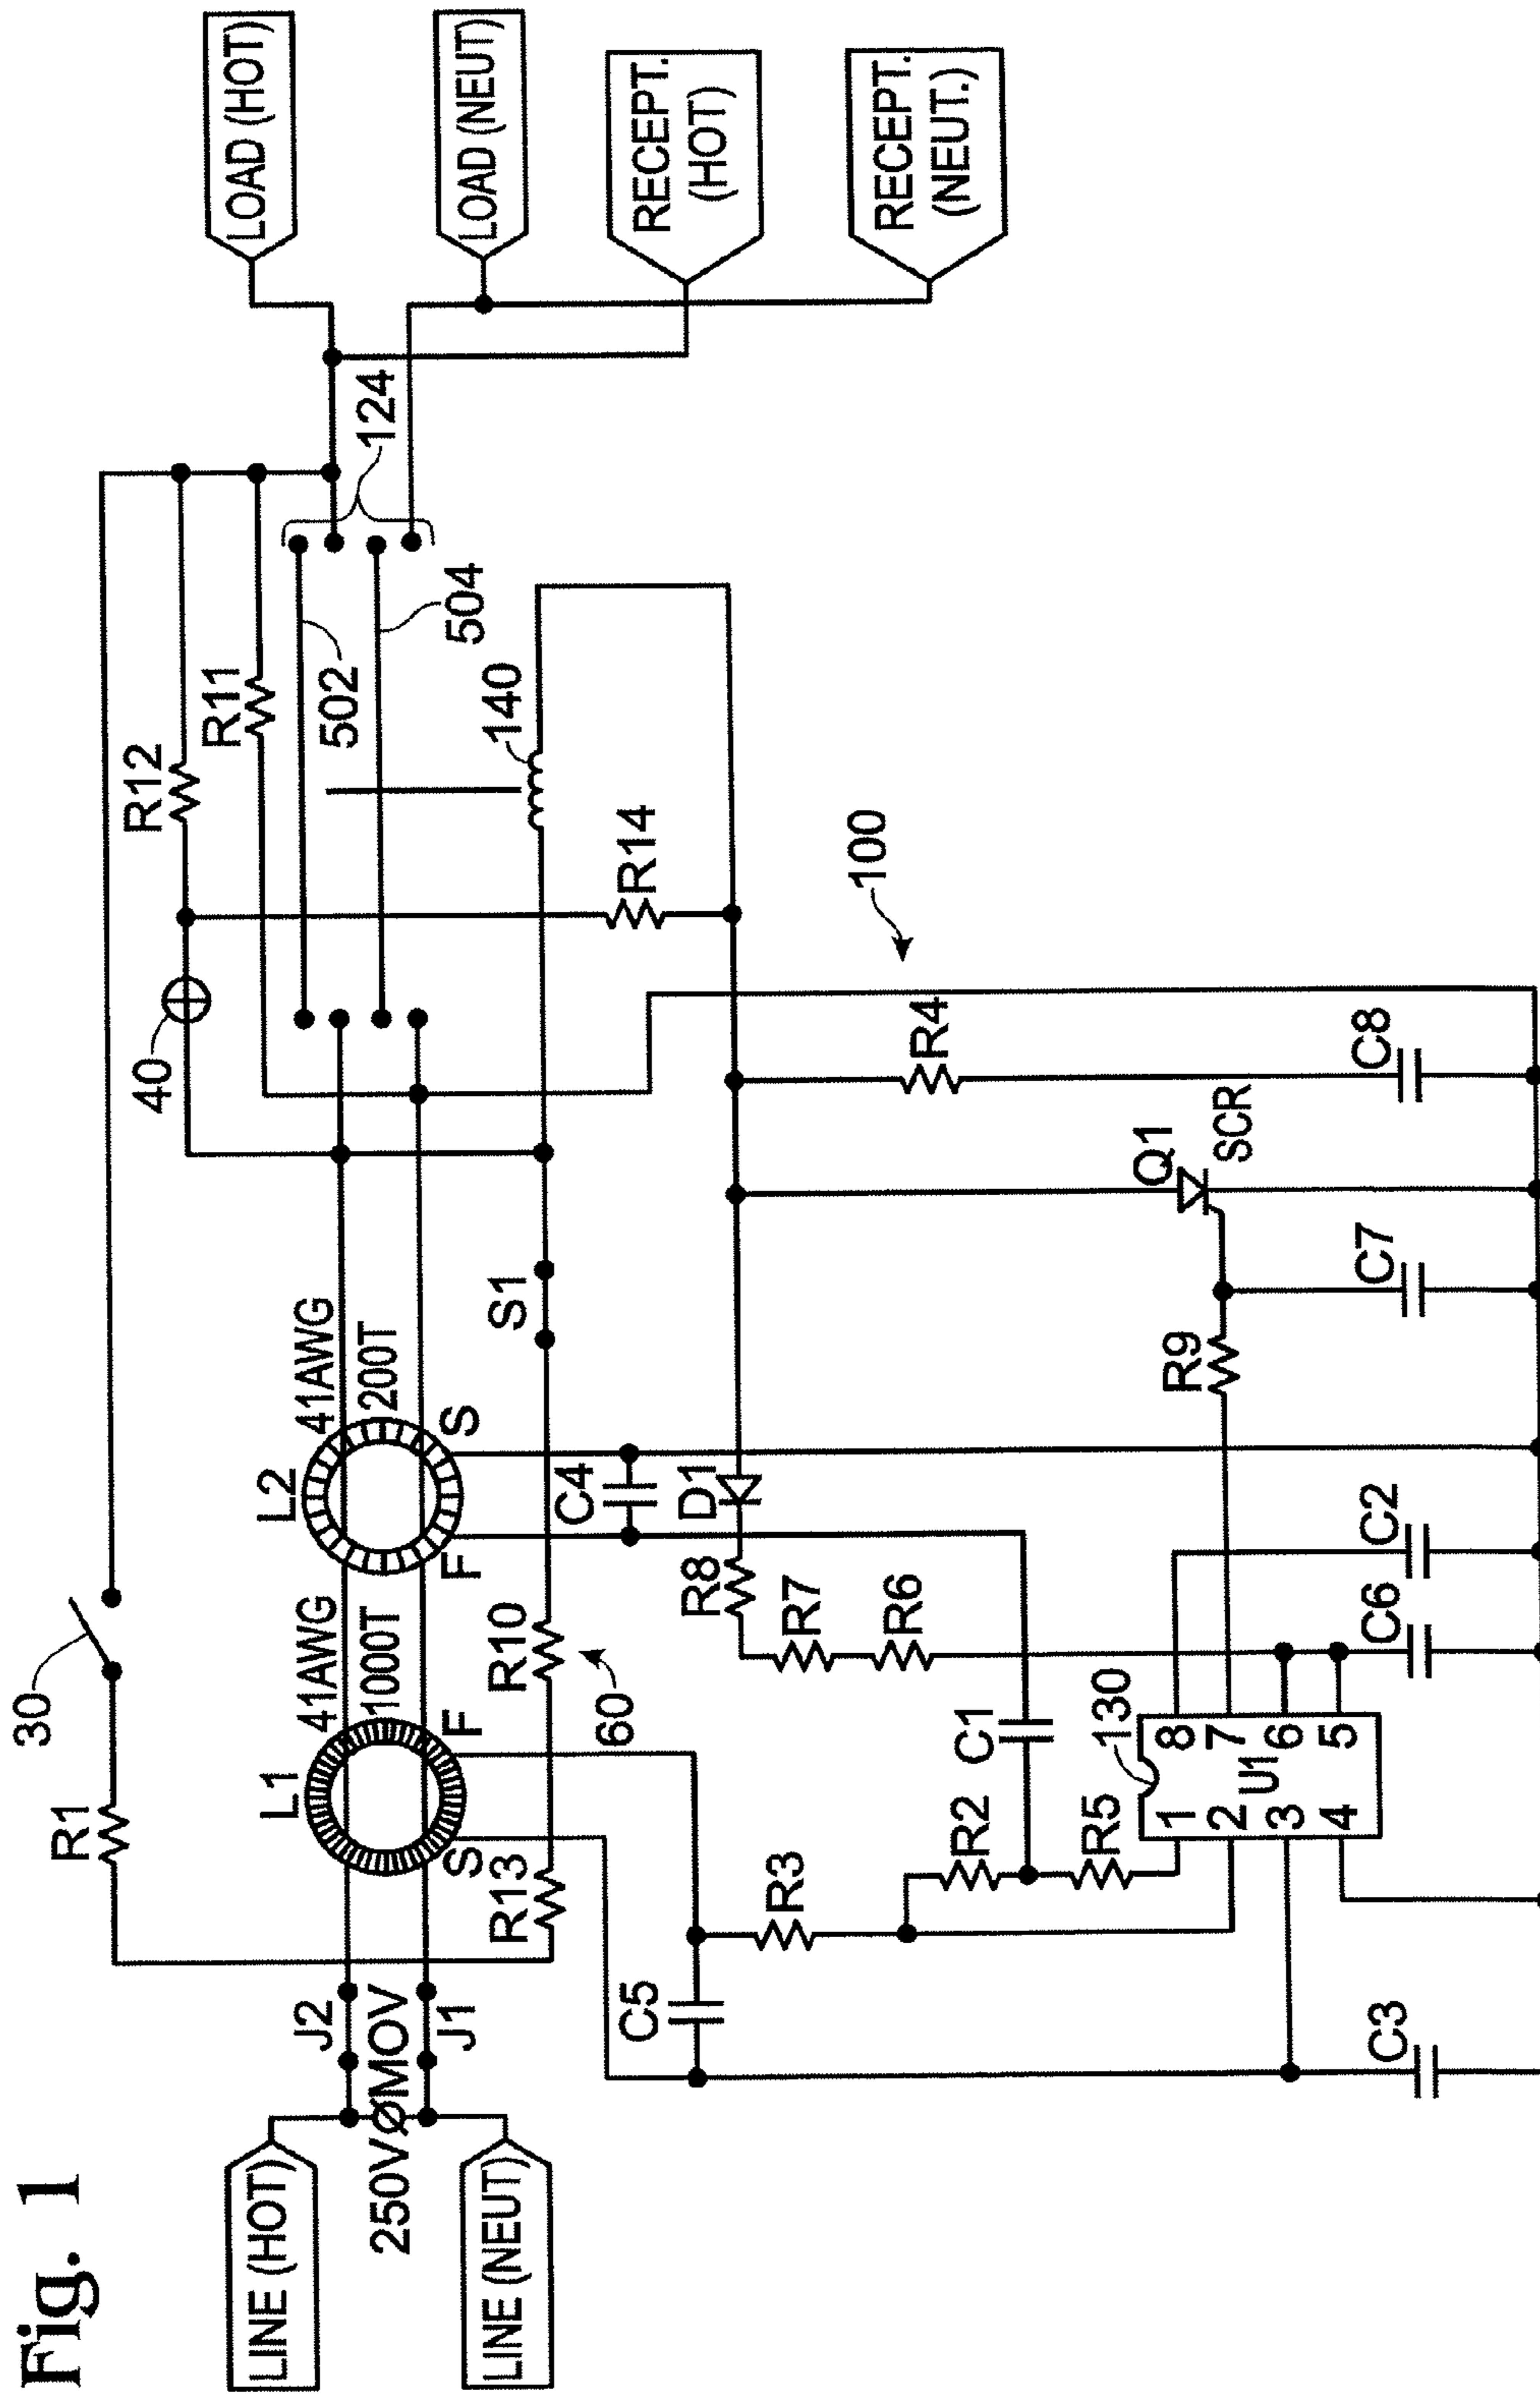 Fig. 1
30
R1
LINE (HOT)
J2
250V
MOV
J1
LINE (NEUT)
L1
41AWG
1000T
S
F
L2
41AWG
200T
F
S
R13
R10
60
S1
40
R12
R11
502
504
140
R14
124
LOAD (HOT)
LOAD (NEUT)
RECEPT.
(HOT)
RECEPT.
(NEUT.)
100
C5
R3
C4
D1
R8
R7
R6
C1
R2
R5
130
U1
1
2
3
4
8
7
6
5
R9
Q1
SCR
R4
C3
C6
C2
C7
C8